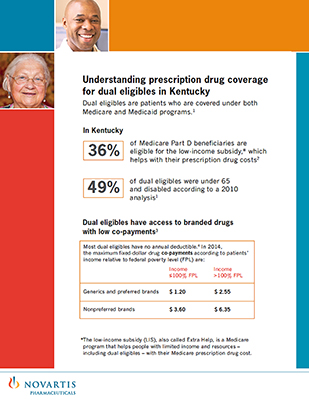 Understanding prescription drug coverage
for dual eligibles in Kentucky
Dual eligibles are patients who are covered under both
Medicare and Medicaid programs.1
In Kentucky
36%
of Medicare Part D beneficiaries are
eligible for the low-income subsidy,* which
helps with their prescription drug costs2
49%
of dual eligibles were under 65
and disabled according to a 2010
analysis3
Dual eligibles have access to branded drugs
with low co-payments
Most dual eligibles have no annual deductible. In 2014,
the maximum fixed dollar drug co-payments according to patients'
income relative to federal poverty level (FPL) are:
Income Income
≤100% FPL >100% FPL
Generics and preferred brands $ 1.20 $ 2.55
Nonpreferred brands $ 3.60 $ 6.35
*The low-income subsidy (LIS), also called Extra Help, is a Medicare
program that helps people with limited income and resources –
including dual eligibles – with their Medicare prescription drug cost.
NOVARTIS
PHARMACEUTICALS